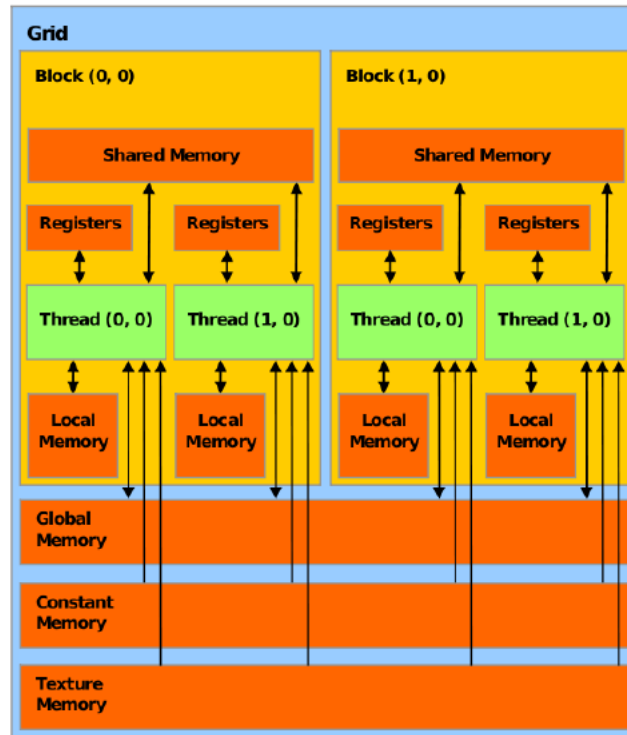 Grid
Block (0, 0)
Block (1, 0)
Shared Memory
Shared Memory
Registers
Registers
Registers
Registers
Thread (0, 0)
Thread (1, 0)
Thread (0, 0)
Thread (1, 0)
Local
Memory
Local
Memory
Local
Memory
Local
Memory
Global
Memory
Constant
Memory
Texture
Memory